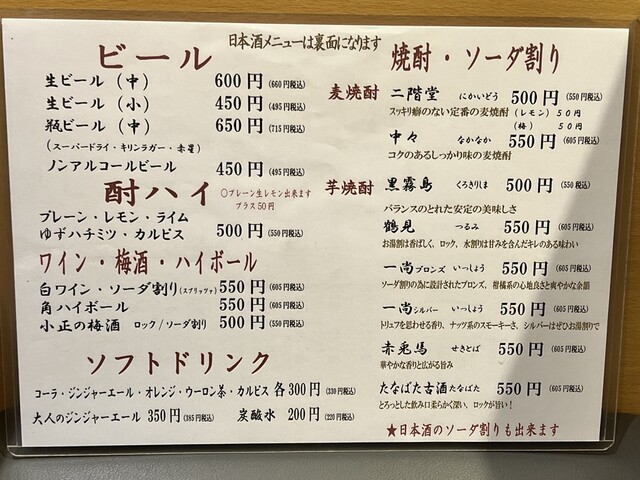 日本酒メニューは裏面になります
ビール
生ビール（中） 600円（660円税込）
生ビール（小） 450円（495円税込）
瓶ビール（中） 650円（715円税込）
（スーパードライ・キリンラガー・赤星）
ノンアルコールビール 450円（495円税込）
酎ハイ ○プレーン生レモン出来ます
プラス50円
プレーン・レモン・ライム
ゆずハチミツ・カルピス 500円（550円税込）
ワイン・梅酒・ハイボール
白ワイン・ソーダ割り（スプリッツァ） 550円（605円税込）
角ハイボール 550円（605円税込）
小正の梅酒 ロック/ソーダ割り 500円（550円税込）
ソフトドリンク
コーラ・ジンジャーエール・オレンジ・ウーロン茶・カルピス 各300円（330円税込）
大人のジンジャーエール 350円（385円税込） 炭酸水 200円（220円税込）
焼酎・ソーダ割り
麦焼酎 二階堂 にかいどう 500円（550円税込）
スッキリ癖のない定番の麦焼酎（レモン）50円
（梅） 50円
中々 なかなか 550円（605円税込）
コクのあるしっかり味の麦焼酎
芋焼酎 黒霧島 くろきりしま 500円（550税込）
バランスのとれた安定の美味しさ
鶴見 つるみ 550円（605円税込）
お湯割は香ばしく、ロック、水割りは甘みを含んだキレのある味わい
一尚ブロンズ いっしょう 550円（605円税込）
ソーダ割りの為に設計されたブロンズ、柑橘系の心地良さと爽やかな余韻
一尚シルバー いっしょう 550円（605円税込）
トリュフを思わせる香り、ナッツ系のスモーキーさ、シルバーはぜひお湯割りで
赤兎馬 せきとば 550円（605円税込）
華やかな香りと広がる旨み
たなばた古酒 たなばた 550円（605円税込）
とろっとした飲み口柔らかく深い、ロックが旨い！
★日本酒のソーダ割りも出来ます